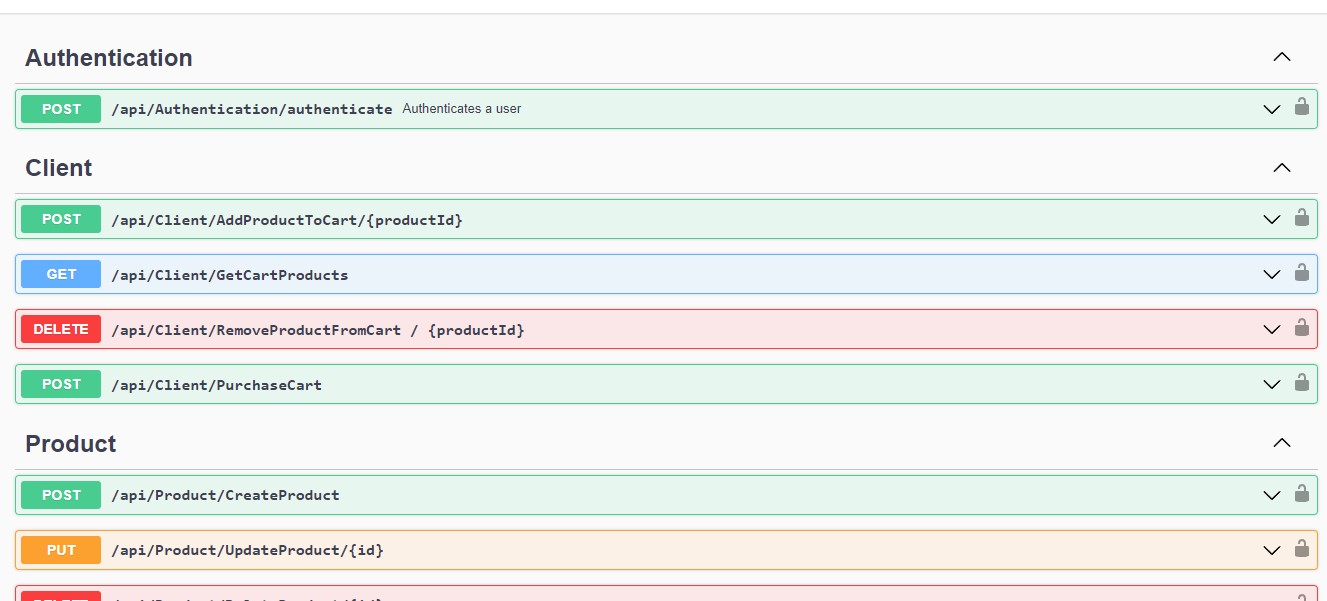 Authentication
POST /api/Authentication/authenticate Authenticates a user
Client
POST /api/Client/AddProductToCart/{productId}
GET /api/Client/GetCartProducts
DELETE /api/Client/RemoveProductFromCart / {productId}
POST /api/Client/PurchaseCart
Product
POST /api/Product/CreateProduct
PUT /api/Product/UpdateProduct/{id}